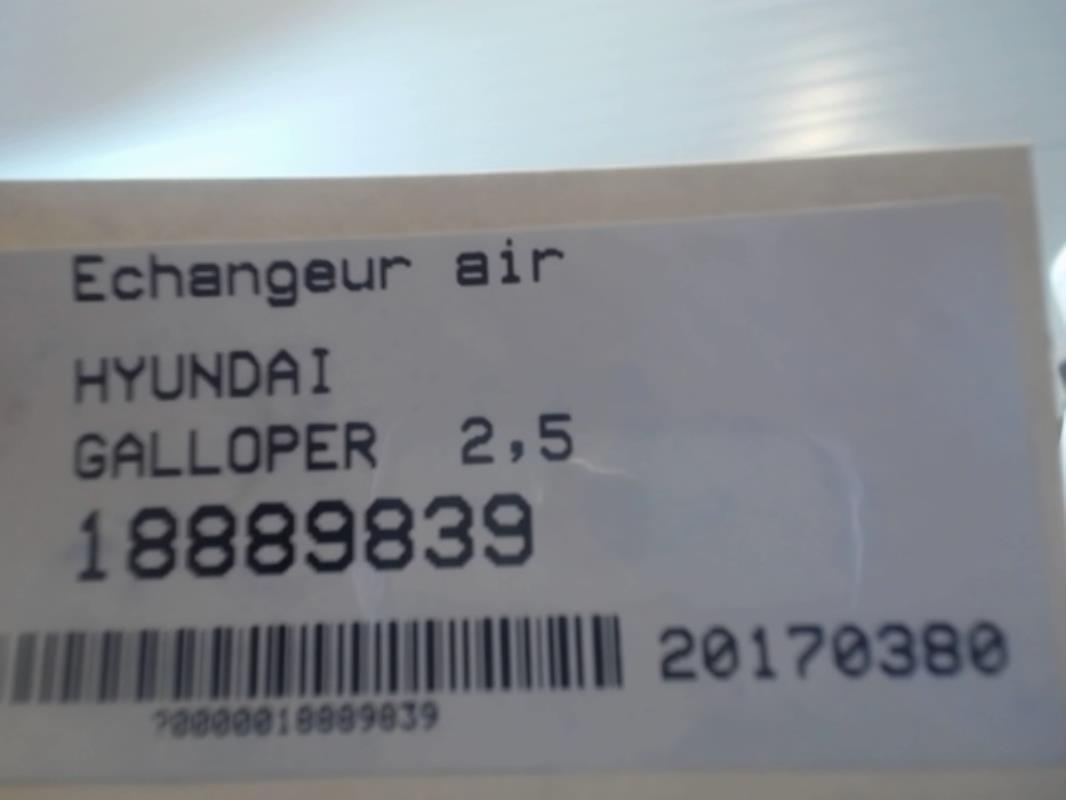 Echangeur air
HYUNDAI
GALLOPER 2,5
18889839
20170380
?0000018889839